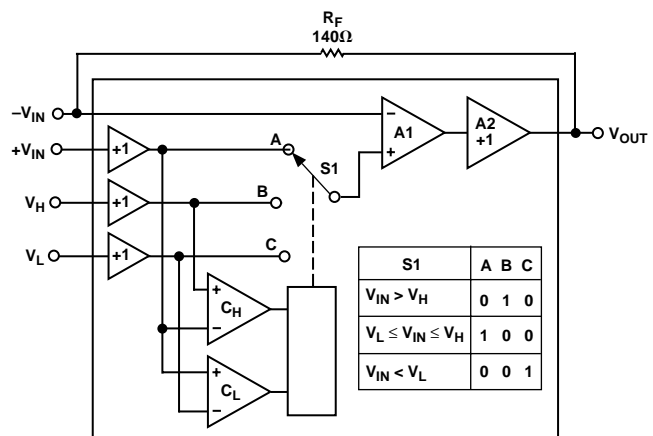 R_F
140Ω
–V_IN
+V_IN
V_H
V_L
+1
+1
+1
A
B
C
S1
C_H
+
–
C_L
+
–
A1
–
+
A2
+1
V_OUT
S1 A B C
V_IN > V_H 0 1 0
V_L ≤ V_IN ≤ V_H 1 0 0
V_IN < V_L 0 0 1